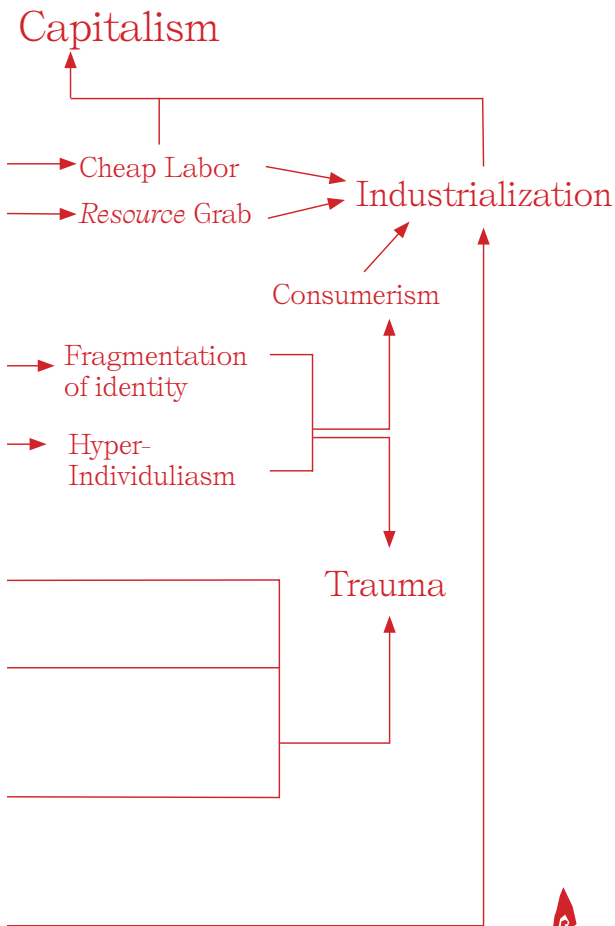 Capitalism
Cheap Labor
Resource Grab
Industrialization
Consumerism
Fragmentation
of identity
Hyper-
Individuliasm
Trauma